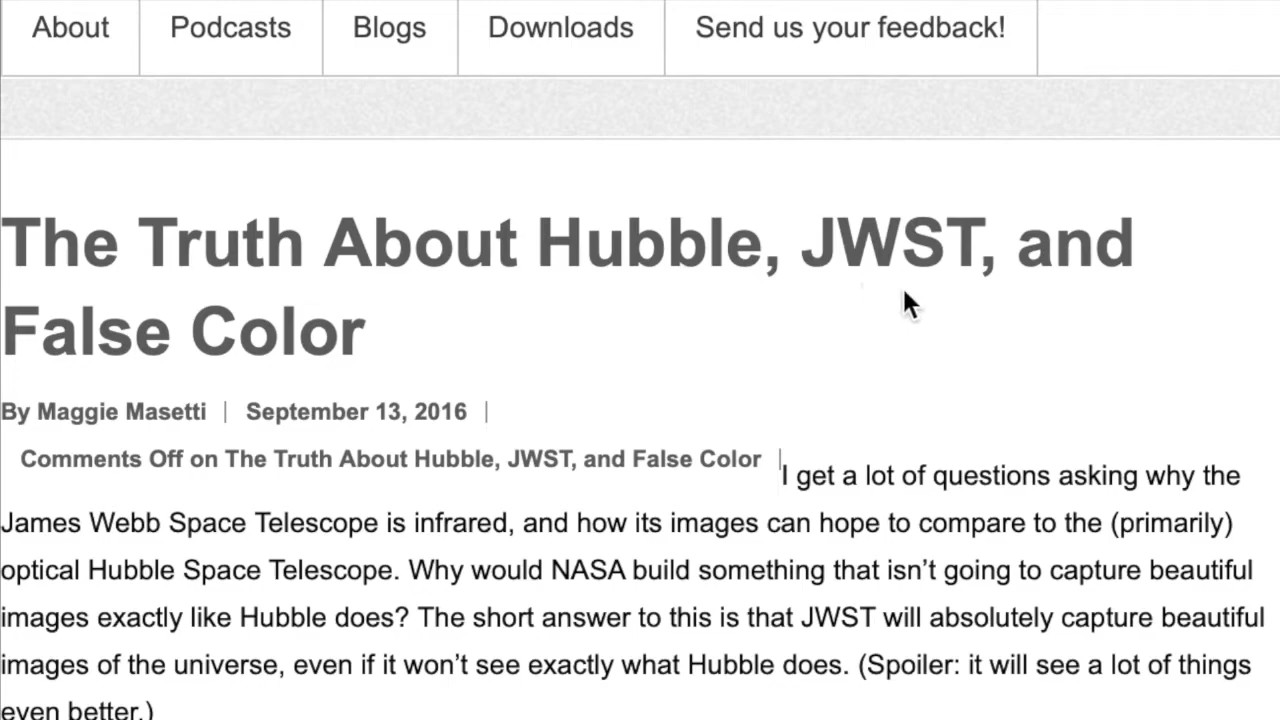 About Podcasts Blogs Downloads Send us your feedback!
The Truth About Hubble, JWST, and
False Color
By Maggie Masetti | September 13, 2016 |
Comments Off on The Truth About Hubble, JWST, and False Color |
I get a lot of questions asking why the
James Webb Space Telescope is infrared, and how its images can hope to compare to the (primarily)
optical Hubble Space Telescope. Why would NASA build something that isn’t going to capture beautiful
images exactly like Hubble does? The short answer to this is that JWST will absolutely capture beautiful
images of the universe, even if it won’t see exactly what Hubble does. (Spoiler: it will see a lot of things
even better.)